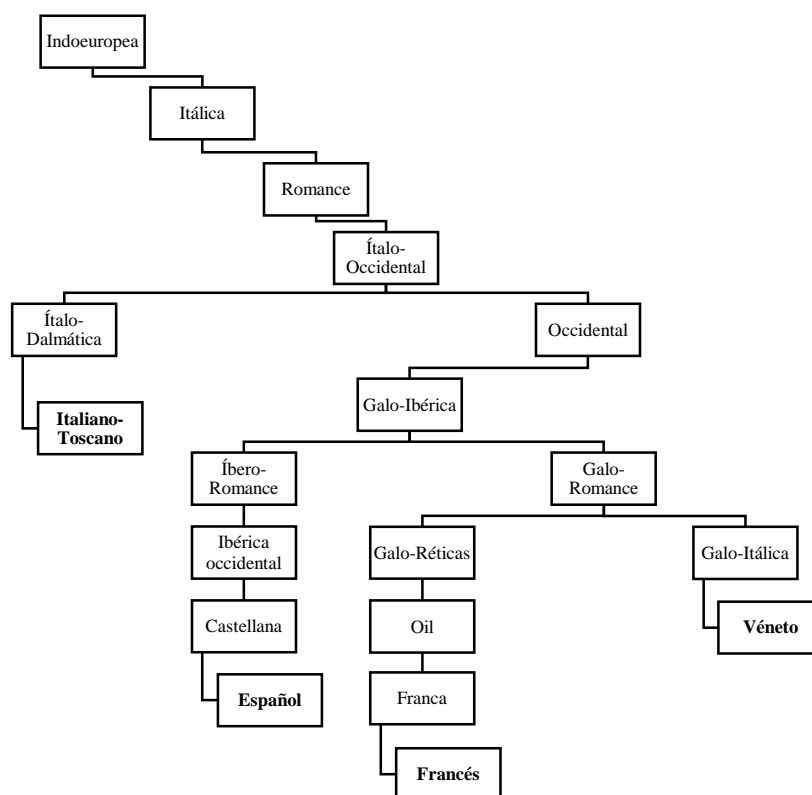 Indoeuropea
Itálica
Romance
Ítalo-
Occidental
Ítalo-
Dalmática
Occidental
Italiano-
Toscano
Galo-Ibérica
Íbero-
Romance
Galo-
Romance
Ibérica
occidental
Galo-Réticas
Galo-Itálica
Castellana
Oil
Véneto
Español
Franca
Francés